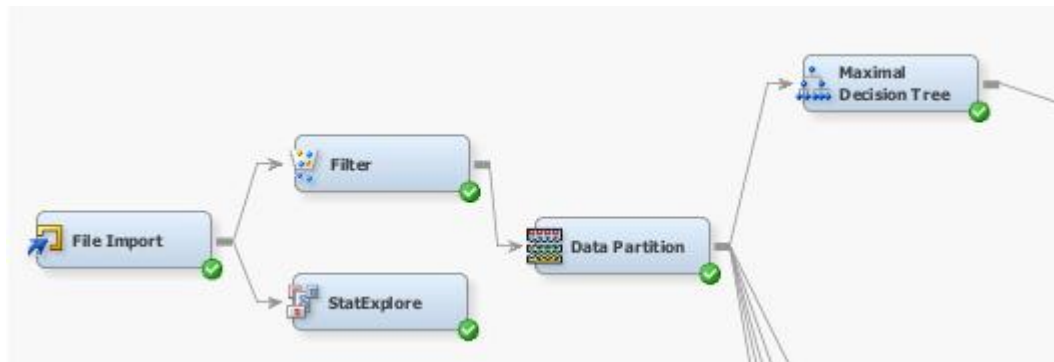 Maximal
Decision Tree
Filter
File Import
Data Partition
StatExplore